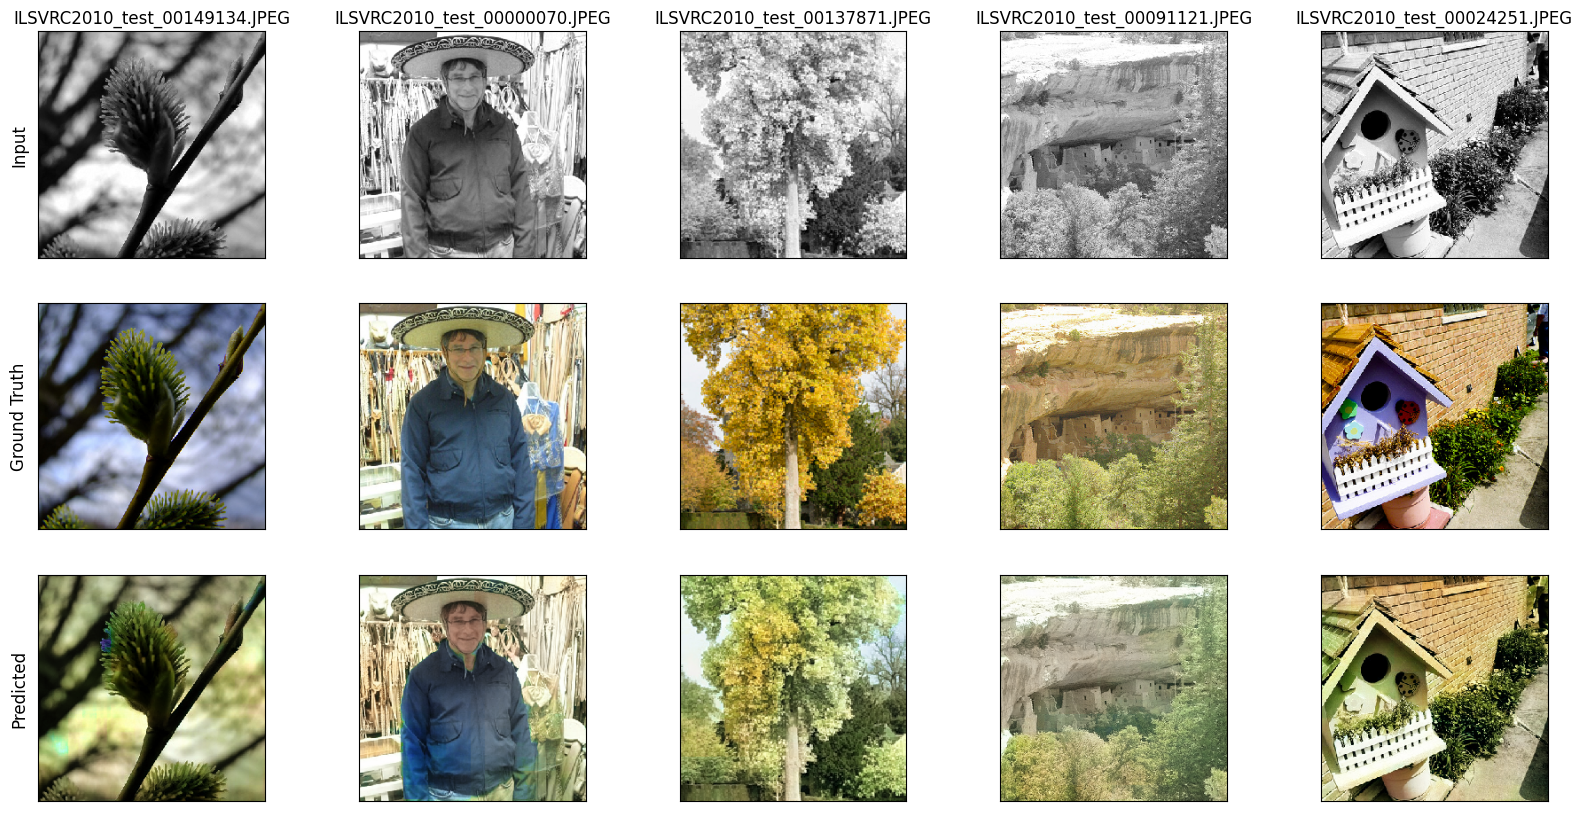 ILSVRC2010_test_00149134.JPEG
ILSVRC2010_test_00000070.JPEG
ILSVRC2010_test_00137871.JPEG
ILSVRC2010_test_00091121.JPEG
ILSVRC2010_test_00024251.JPEG
Input
Ground Truth
Predicted